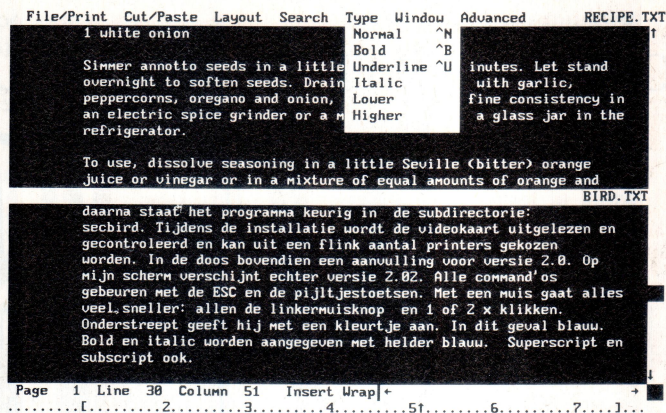 File/Print Cut/Paste Layout Search Type Window Advanced RECIPE.TXT
1 white onion
Normal ^N
Bold ^B
Underline ^U
Italic
Lower
Higher
Simmer annotto seeds in a little inutes. Let stand
overnight to soften seeds. Drain with garlic,
peppercorns, oregano and onion, fine consistency in
an electric spice grinder or a m a glass jar in the
refrigerator.
To use, dissolve seasoning in a little Seville (bitter) orange
juice or vinegar or in a mixture of equal amounts of orange and
BIRD.TXT
daarna staat het programma keurig in de subdirectorie:
secbird. Tijdens de installatie wordt de videokaart uitgelezen en
gecontroleerd en kan uit een flink aantal printers gekozen
worden. In de doos bovendien een aanvulling voor versie 2.0. Op
mijn scherm verschijnt echter versie 2.02. Alle command'os
gebeuren met de ESC en de pijltjestoetsen. Met een muis gaat alles
veel sneller: allen de linkermuisknop en 1 of 2 x klikken.
Onderstreept geeft hij met een kleurtje aan. In dit geval blauw.
Bold en italic worden aangegeven met helder blauw. Superscript en
subscript ook.
Page 1 Line 30 Column 51 Insert Wrap
.........[.........2.........3.........4.........5↑........6.........7...]...